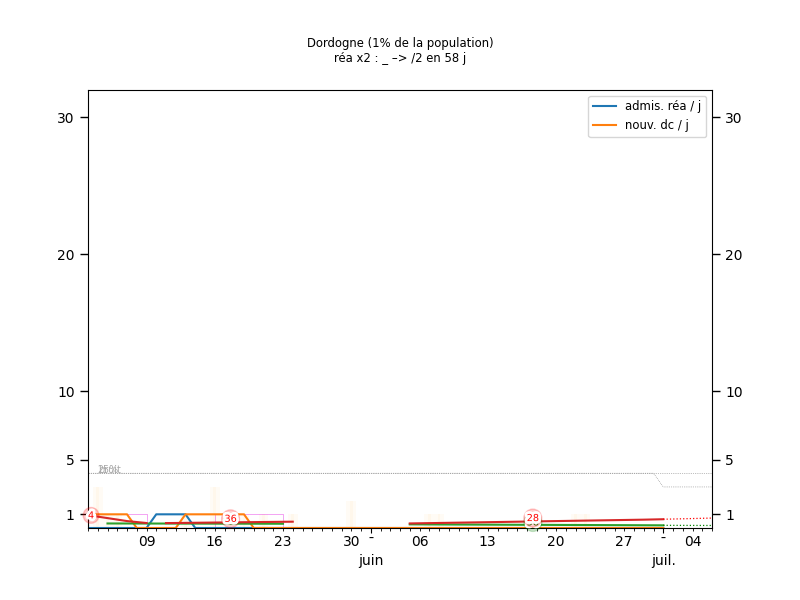 Dordogne (1% de la population)
réa x2 : _ –> /2 en 58 j
admis. réa / j
nouv. dc / j
30 30
20 20
10 10
5 5
4 36 28
1 1
09 16 23 30 - 06 13 20 27 - 04
juin juil.